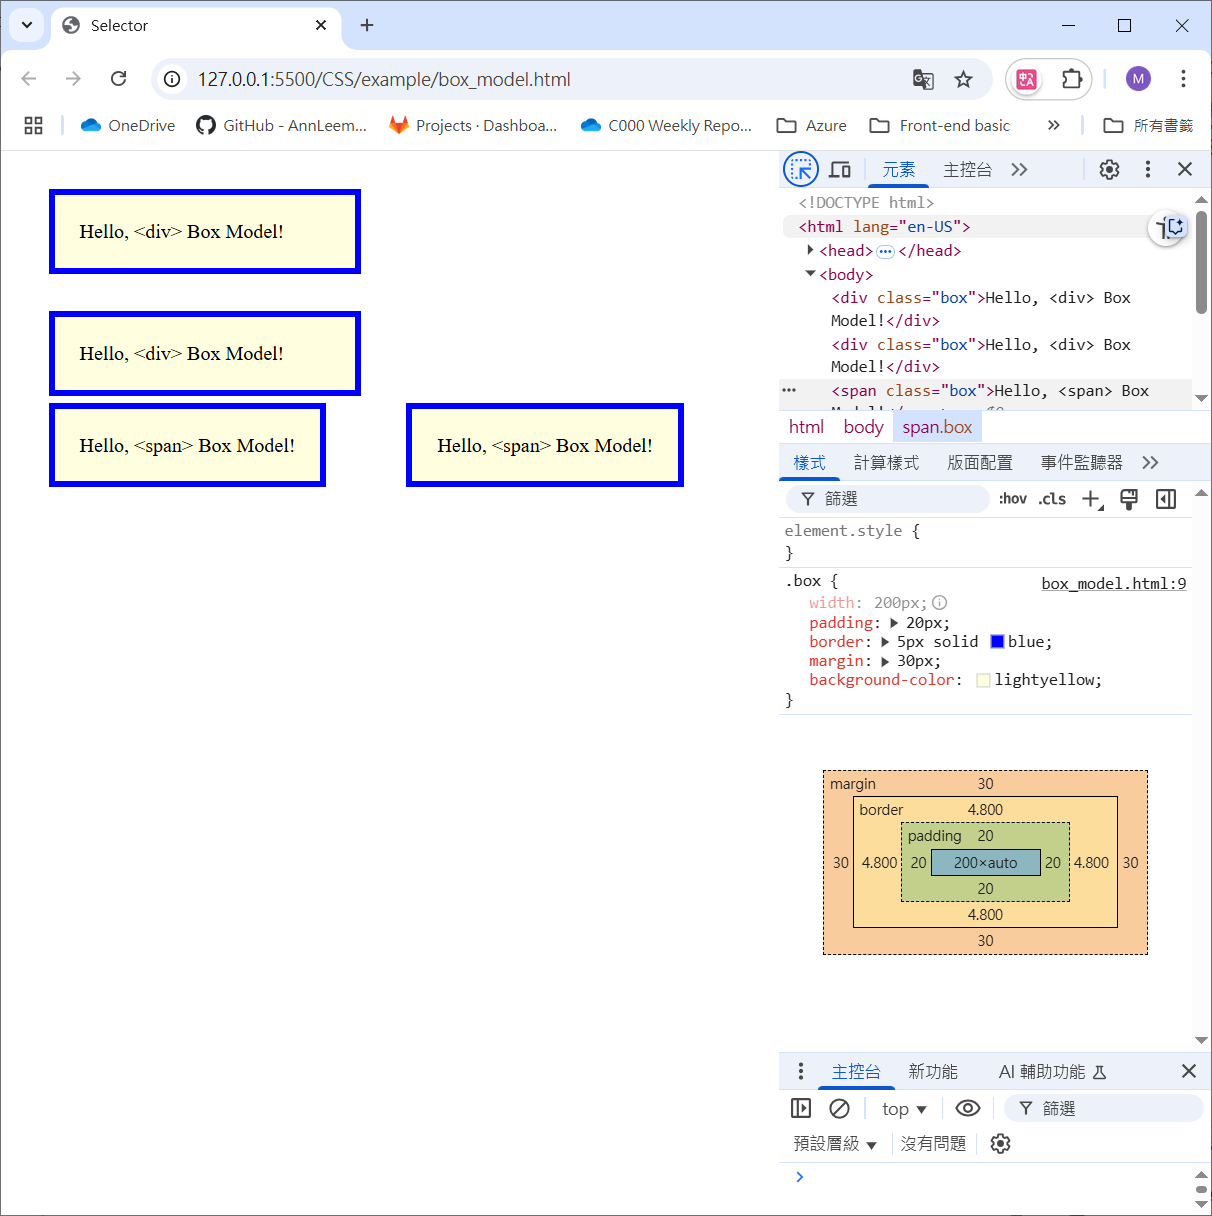 Selector
127.0.0.1:5500/CSS/example/box_model.html
M
OneDrive
GitHub - AnnLeem...
Projects · Dashboa...
C000 Weekly Repo...
Azure
Front-end basic
所有書籤
Hello, <div> Box Model!
Hello, <div> Box Model!
Hello, <span> Box Model!
Hello, <span> Box Model!
元素
主控台
<!DOCTYPE html>
<html lang="en-US">
<head>
</head>
<body>
<div class="box">Hello, <div> Box
Model!</div>
<div class="box">Hello, <div> Box
Model!</div>
<span class="box">Hello, <span> Box
html
body
span.box
樣式
計算樣式
版面配置
事件監聽器
篩選
:hov
.cls
element.style {
}
.box {
box_model.html:9
width: 200px;
padding: 20px;
border: 5px solid blue;
margin: 30px;
background-color: lightyellow;
}
margin
30
border
4.800
padding
20
30
4.800
20
200×auto
20
4.800
30
20
4.800
30
主控台
新功能
AI 輔助功能
top
篩選
預設層級
沒有問題